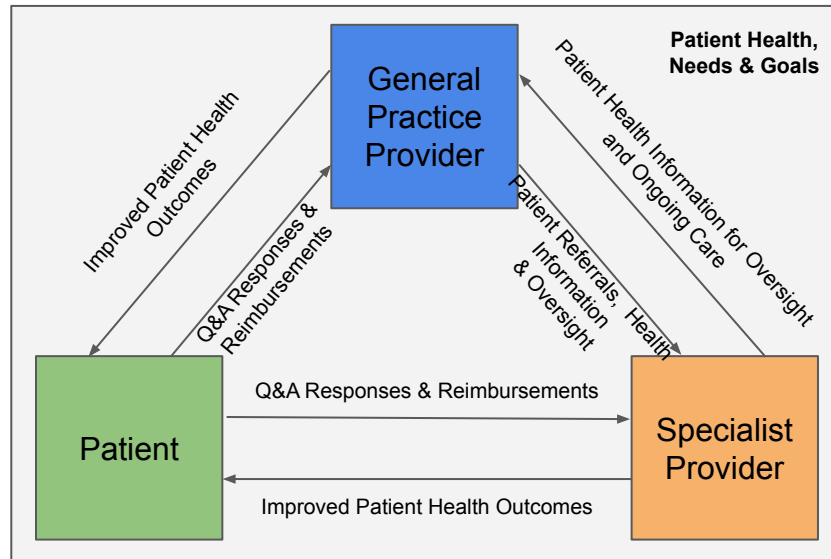 Patient Health,
Needs & Goals
General
Practice
Provider
Improved Patient Health
Outcomes
Q&A Responses &
Reimbursements
Patient Referrals, Health
Information
& Oversight
Patient Health Information for Oversight
and Ongoing Care
Patient
Q&A Responses & Reimbursements
Improved Patient Health Outcomes
Specialist
Provider